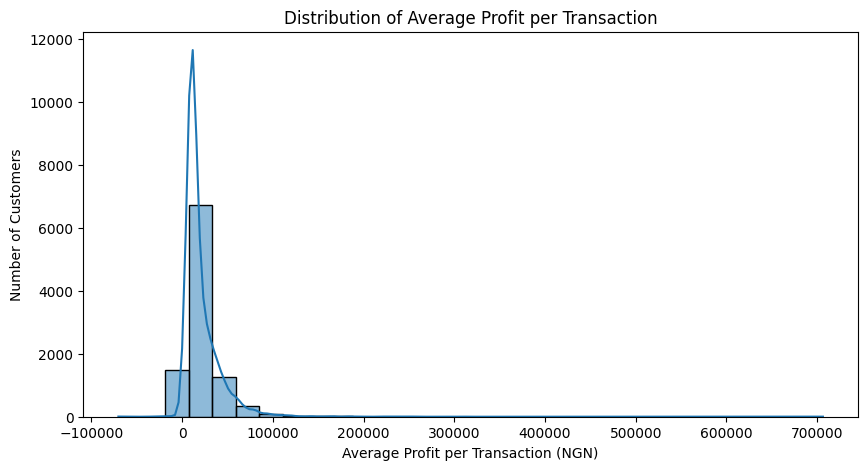 Distribution of Average Profit per Transaction
12000
10000
8000
6000
4000
2000
0
Number of Customers
−100000 0 100000 200000 300000 400000 500000 600000 700000
Average Profit per Transaction (NGN)